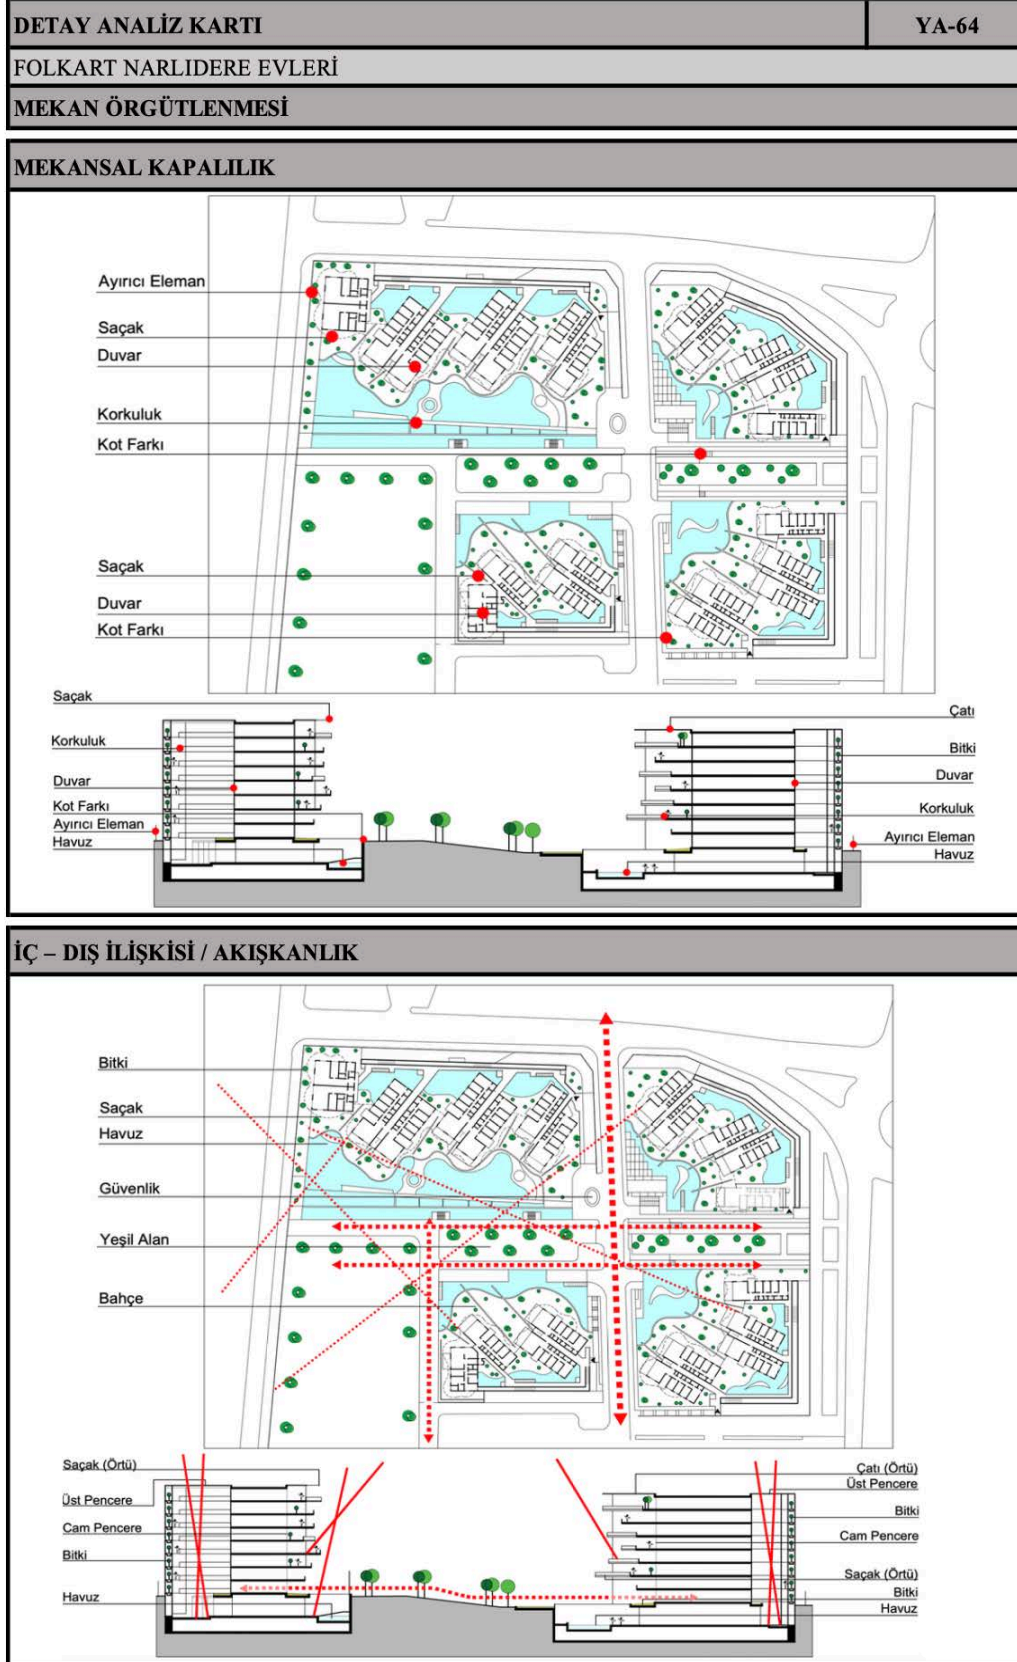 DETAY ANALİZ KARTI
YA-64
FOLKART NARLIDERE EVLERİ
MEKAN ÖRGÜTLENMESİ
MEKANSAL KAPALILIK
Ayırıcı Eleman
Saçak
Duvar
Korkuluk
Kot Farkı
Saçak
Duvar
Kot Farkı
Saçak
Korkuluk
Duvar
Kot Farkı
Ayırıcı Eleman
Havuz
Çatı
Bitki
Duvar
Korkuluk
Ayırıcı Eleman
Havuz
İÇ – DIŞ İLİŞKİSİ / AKIŞKANLIK
Bitki
Saçak
Havuz
Güvenlik
Yeşil Alan
Bahçe
Saçak (Örtü)
Üst Pencere
Cam Pencere
Bitki
Havuz
Çatı (Örtü)
Üst Pencere
Bitki
Cam Pencere
Saçak (Örtü)
Bitki
Havuz